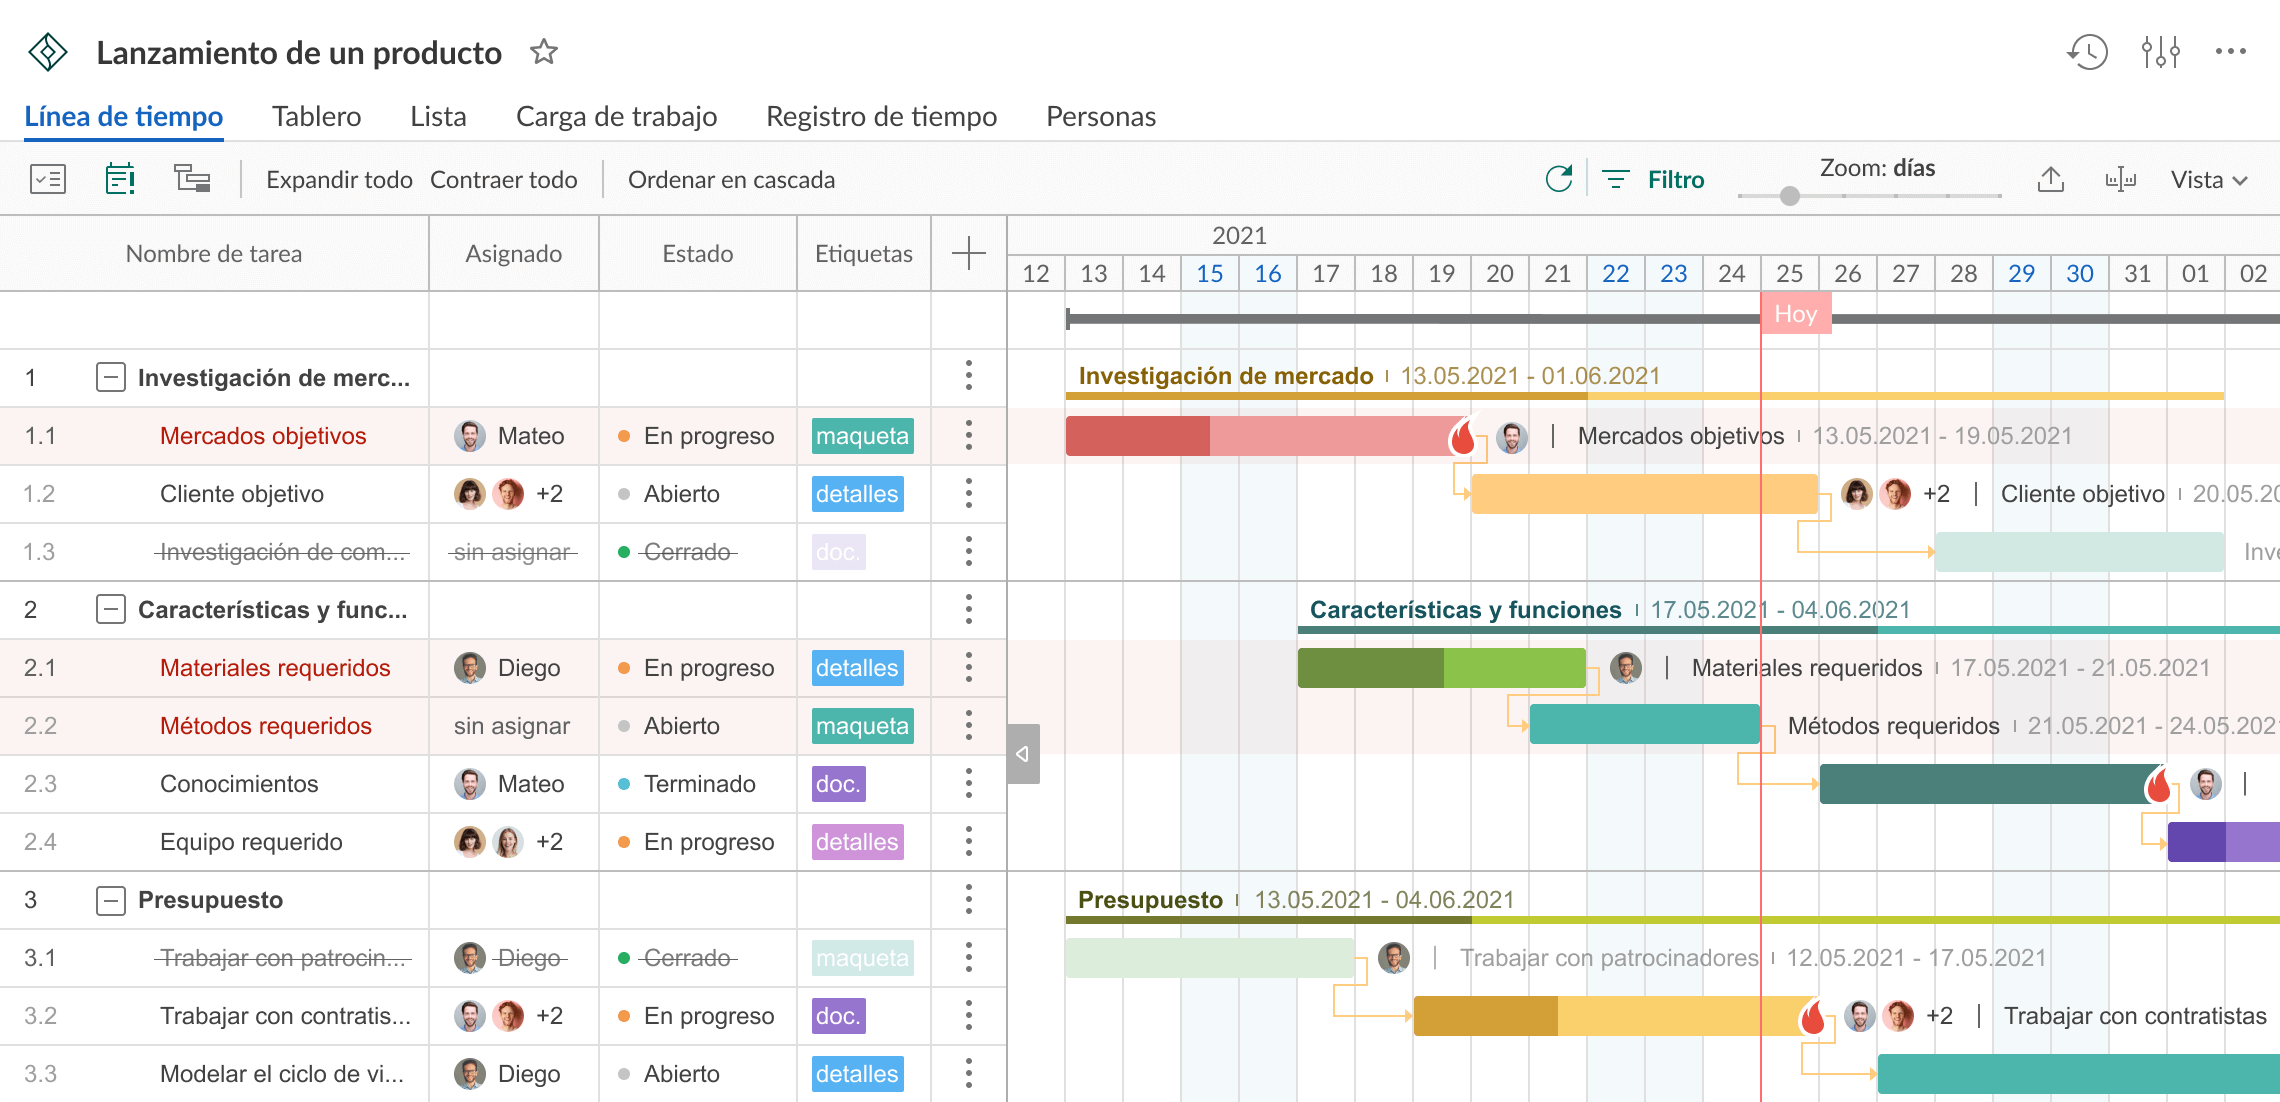 Lanzamiento de un producto
Línea de tiempo Tablero Lista Carga de trabajo Registro de tiempo Personas
Expandir todo Contraer todo Ordenar en cascada Filtro Zoom: días Vista
Nombre de tarea Asignado Estado Etiquetas
2021
12 13 14 15 16 17 18 19 20 21 22 23 24 25 26 27 28 29 30 31 01 02
Hoy
1 Investigación de merc... Investigación de mercado 13.05.2021 - 01.06.2021
1.1 Mercados objetivos Mateo En progreso maqueta Mercados objetivos 13.05.2021 - 19.05.2021
1.2 Cliente objetivo +2 Abierto detalles +2 Cliente objetivo 20.05.20
1.3 Investigación de com... sin asignar Cerrado doc. Inve
2 Características y func... Características y funciones 17.05.2021 - 04.06.2021
2.1 Materiales requeridos Diego En progreso detalles Materiales requeridos 17.05.2021 - 21.05.2021
2.2 Métodos requeridos sin asignar Abierto maqueta Métodos requeridos 21.05.2021 - 24.05.202
2.3 Conocimientos Mateo Terminado doc.
2.4 Equipo requerido +2 En progreso detalles
3 Presupuesto Presupuesto 13.05.2021 - 04.06.2021
3.1 Trabajar con patrocin... Diego Cerrado maqueta Trabajar con patrocinadores 12.05.2021 - 17.05.2021
3.2 Trabajar con contratis... +2 En progreso doc. +2 Trabajar con contratistas
3.3 Modelar el ciclo de vi... Diego Abierto detalles